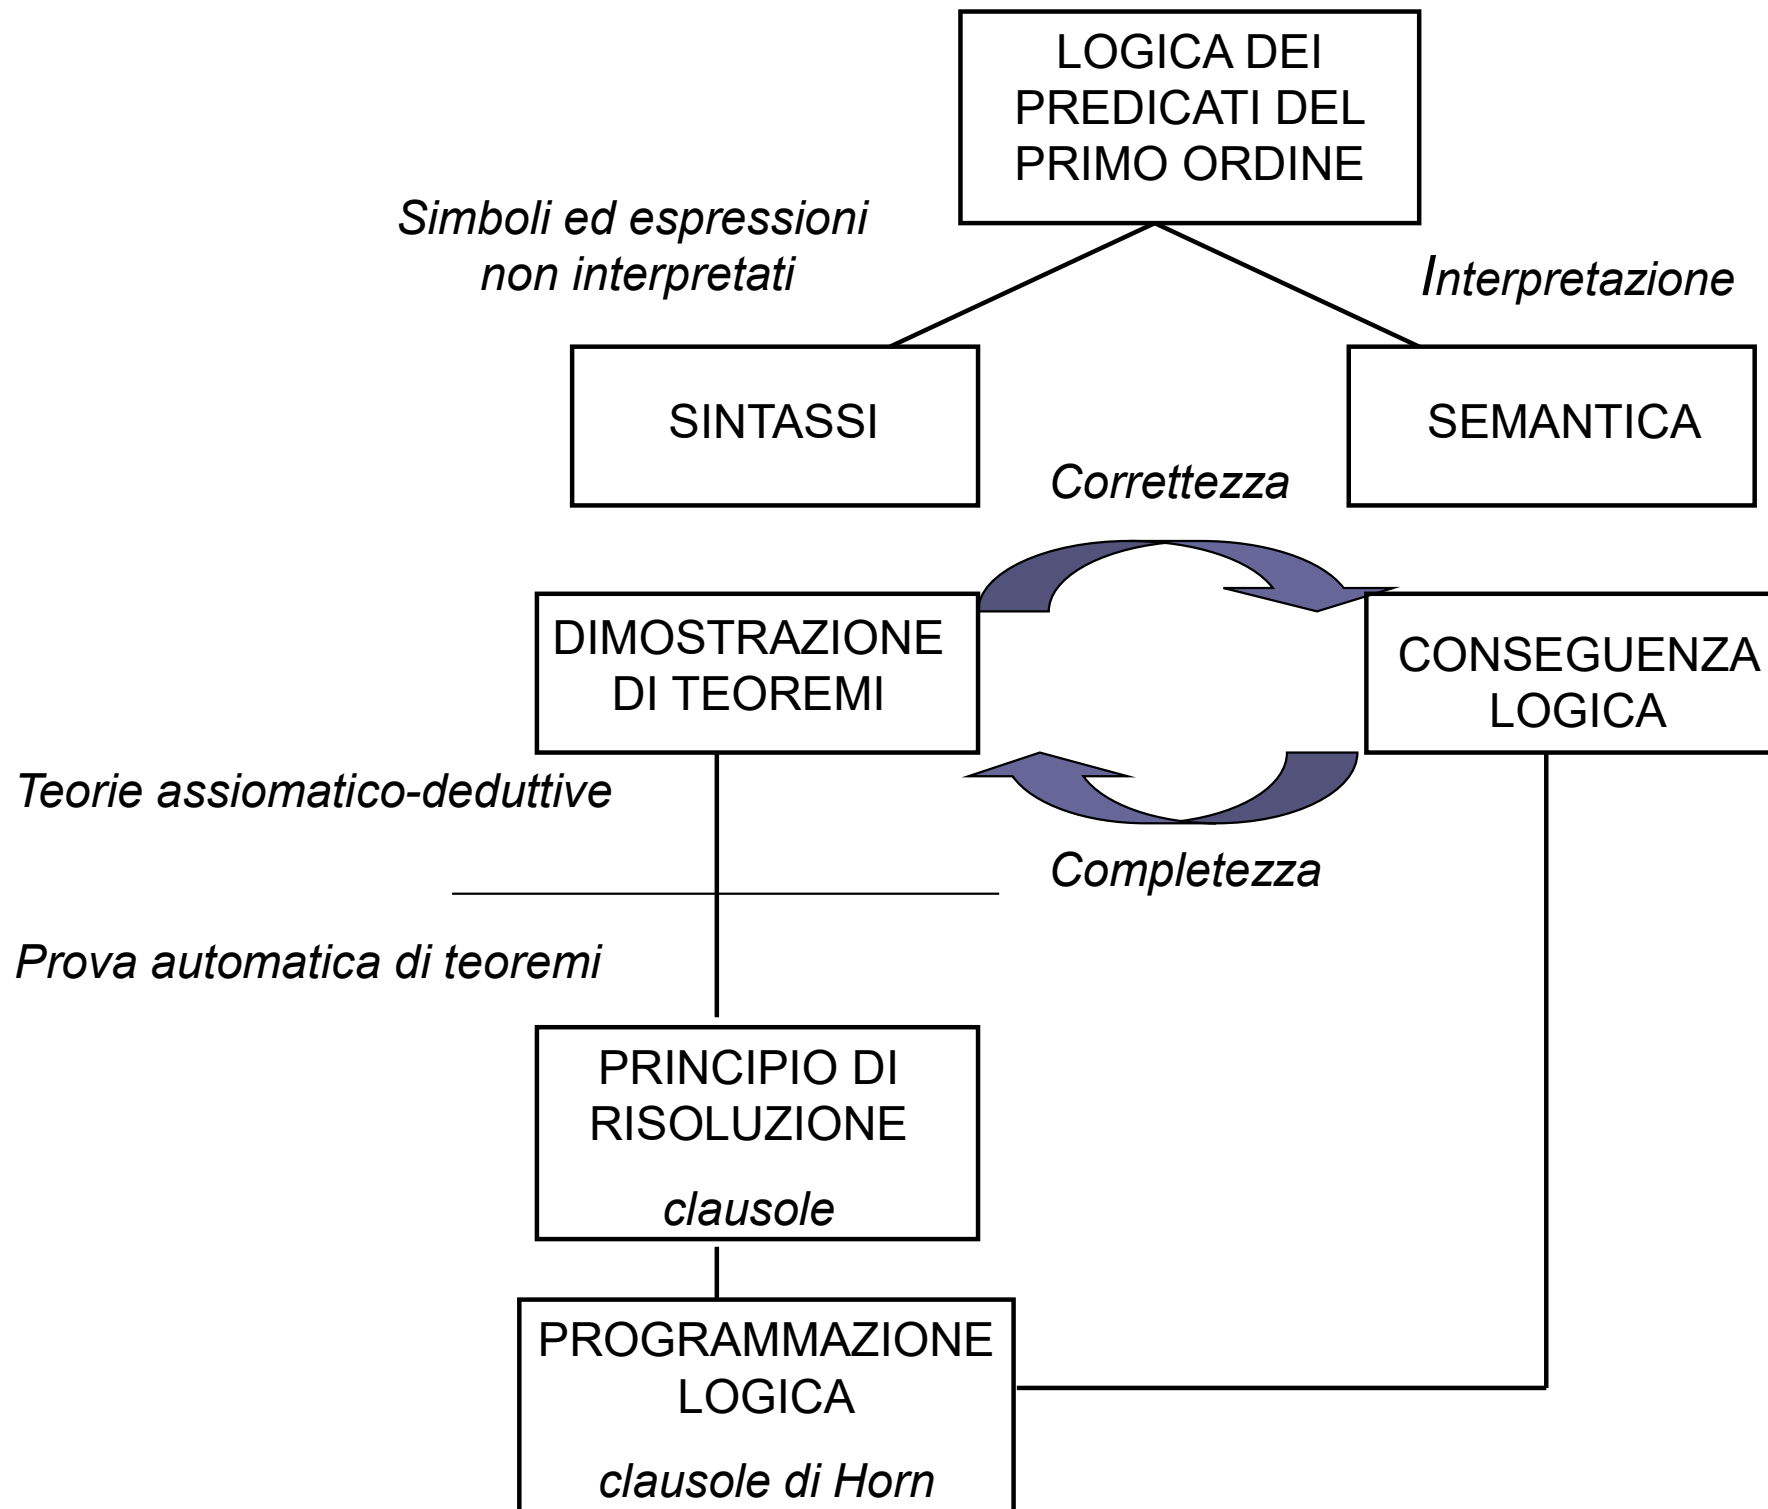 LOGICA DEI
PREDICATI DEL
PRIMO ORDINE
Simboli ed espressioni
non interpretati
Interpretazione
SINTASSI
SEMANTICA
Correttezza
DIMOSTRAZIONE
DI TEOREMI
CONSEGUENZA
LOGICA
Teorie assiomatico-deduttive
Completezza
Prova automatica di teoremi
PRINCIPIO DI
RISOLUZIONE
clausole
PROGRAMMAZIONE
LOGICA
clausole di Horn